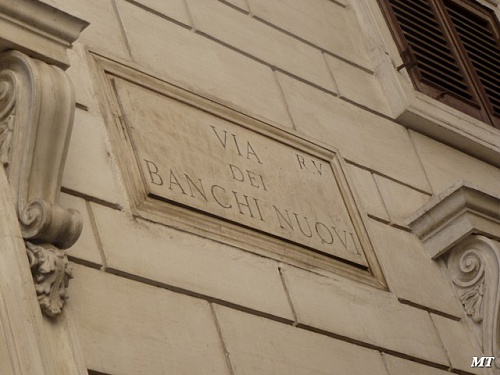 VIA R.V
DEI
BANCHI NUOVI
MT